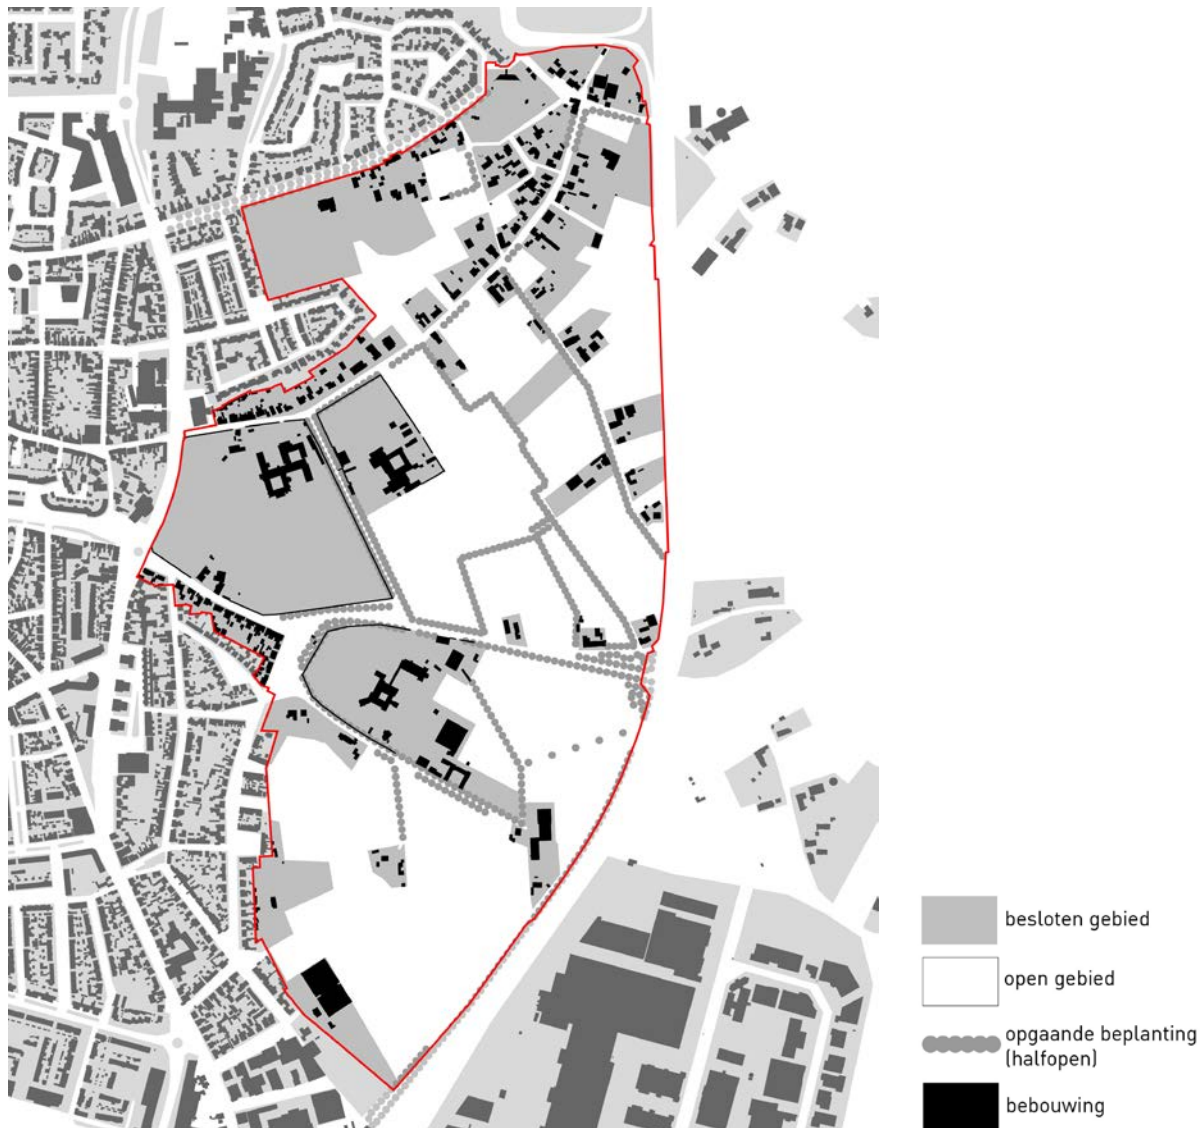 besloten gebied
open gebied
opgaande beplanting
(halfopen)
bebouwing